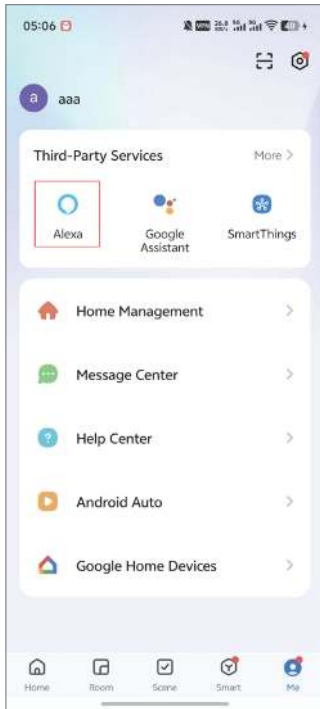 05:06
a aaa
Third-Party Services More >
Alexa Google Assistant SmartThings
Home Management
Message Center
Help Center
Android Auto
Google Home Devices
Home Room Scene Smart Me